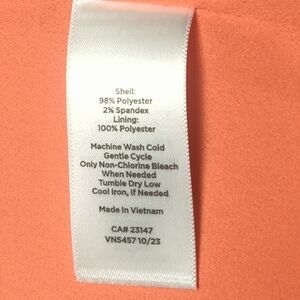 Shell:
98% Polyester
2% Spandex
Lining:
100% Polyester
Machine Wash Cold
Gentle Cycle
Only Non-Chlorine Bleach
When Needed
Tumble Dry Low
Cool Iron, If Needed
Made In Vietnam
CA# 23147
VN5457 10/23